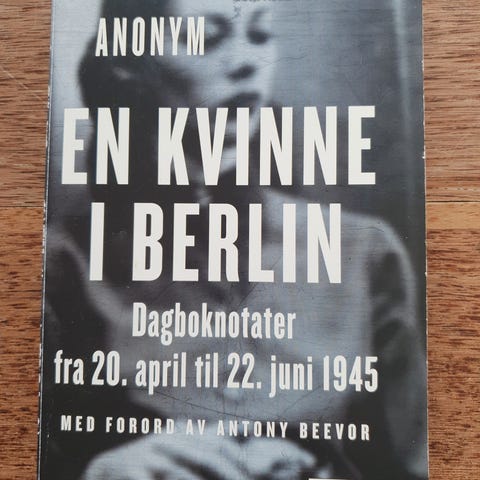 ANONYM
EN KVINNE
I BERLIN
Dagboknotater
fra 20. april til 22. juni 1945
MED FORORD AV ANTONY BEEVOR